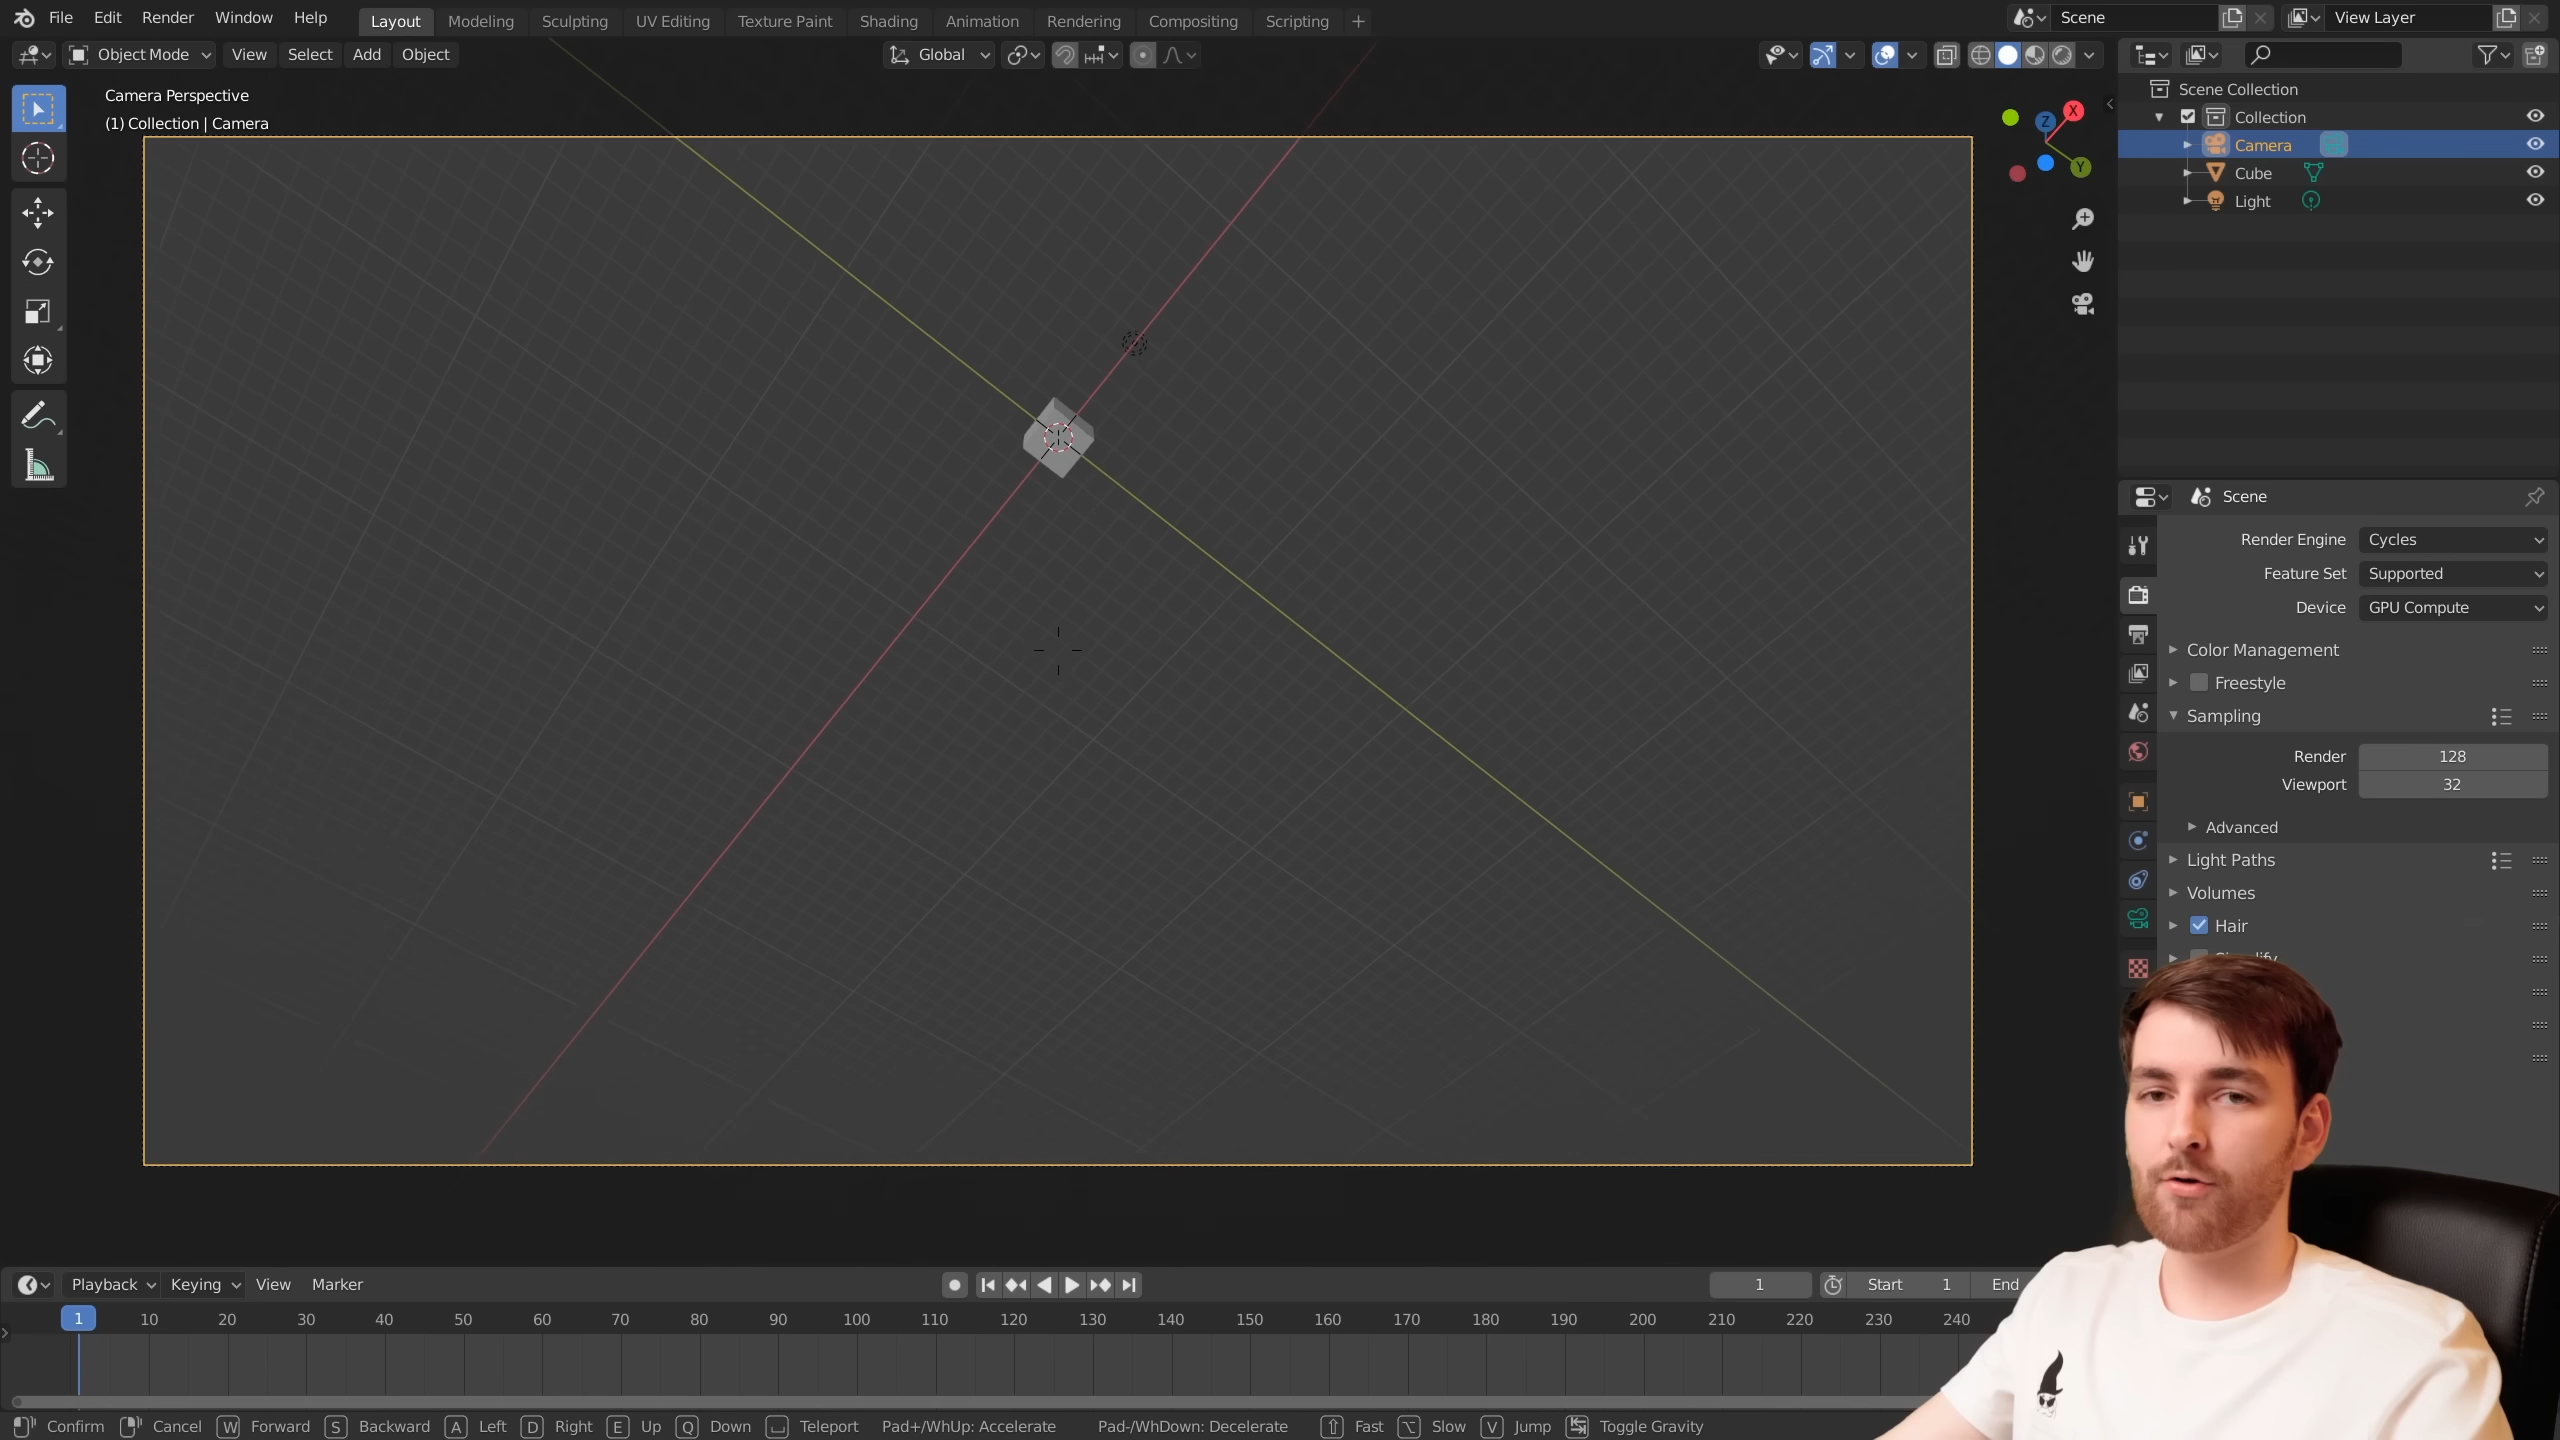 File Edit Render Window Help Layout Modeling Sculpting UV Editing Texture Paint Shading Animation Rendering Compositing Scripting + Scene View Layer
Object Mode View Select Add Object Global
Camera Perspective
(1) Collection | Camera
X
Z
Y
Scene Collection
Collection
Camera
Cube
Light
Scene
Render Engine Cycles
Feature Set Supported
Device GPU Compute
Color Management
Freestyle
Sampling
Render 128
Viewport 32
Advanced
Light Paths
Volumes
Hair
Playback Keying View Marker 1 Start 1 End
1 10 20 30 40 50 60 70 80 90 100 110 120 130 140 150 160 170 180 190 200 210 220 230 240
Confirm Cancel W Forward S Backward A Left D Right E Up Q Down Teleport Pad+/WhUp: Accelerate Pad-/WhDown: Decelerate Fast Slow V Jump Toggle Gravity